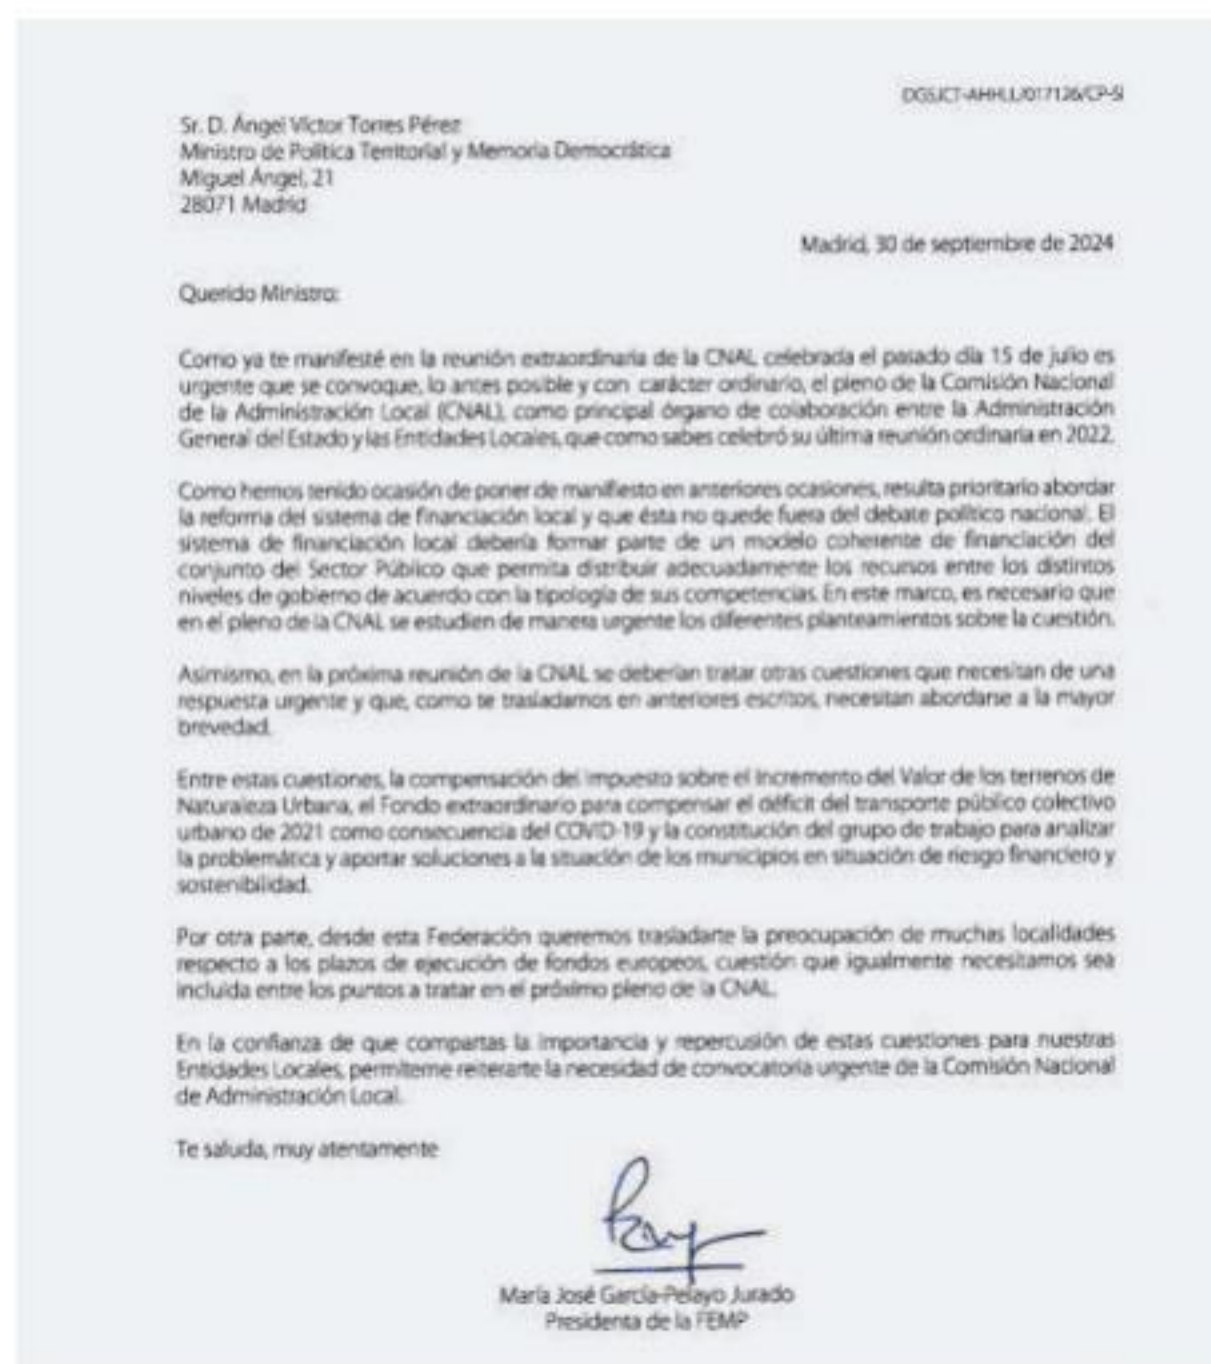 DGSJCT-AHHLL/017126/CP-SI
Sr. D. Ángel Víctor Torres Pérez
Ministro de Política Territorial y Memoria Democrática
Miguel Ángel, 21
28071 Madrid
Madrid, 30 de septiembre de 2024
Querido Ministro:
Como ya te manifesté en la reunión extraordinaria de la CNAL celebrada el pasado día 15 de julio es
urgente que se convoque, lo antes posible y con carácter ordinario, el pleno de la Comisión Nacional
de la Administración Local (CNAL), como principal órgano de colaboración entre la Administración
General del Estado y las Entidades Locales, que como sabes celebró su última reunión ordinaria en 2022.
Como hemos tenido ocasión de poner de manifiesto en anteriores ocasiones, resulta prioritario abordar
la reforma del sistema de financiación local y que ésta no quede fuera del debate político nacional. El
sistema de financiación local debería formar parte de un modelo coherente de financiación del
conjunto del Sector Público que permita distribuir adecuadamente los recursos entre los distintos
niveles de gobierno de acuerdo con la tipología de sus competencias. En este marco, es necesario que
en el pleno de la CNAL se estudien de manera urgente los diferentes planteamientos sobre la cuestión.
Asimismo, en la próxima reunión de la CNAL se deberían tratar otras cuestiones que necesitan de una
respuesta urgente y que, como te trasladamos en anteriores escritos, necesitan abordarse a la mayor
brevedad.
Entre estas cuestiones, la compensación del Impuesto sobre el Incremento del Valor de los terrenos de
Naturaleza Urbana, el Fondo extraordinario para compensar el déficit del transporte público colectivo
urbano de 2021 como consecuencia del COVID-19 y la constitución del grupo de trabajo para analizar
la problemática y aportar soluciones a la situación de los municipios en situación de riesgo financiero y
sostenibilidad.
Por otra parte, desde esta Federación queremos trasladarte la preocupación de muchas localidades
respecto a los plazos de ejecución de fondos europeos, cuestión que igualmente necesitamos sea
incluida entre los puntos a tratar en el próximo pleno de la CNAL.
En la confianza de que compartas la importancia y repercusión de estas cuestiones para nuestras
Entidades Locales, permíteme reiterarte la necesidad de convocatoria urgente de la Comisión Nacional
de Administración Local.
Te saluda, muy atentamente
María José García-Pelayo Jurado
Presidenta de la FEMP